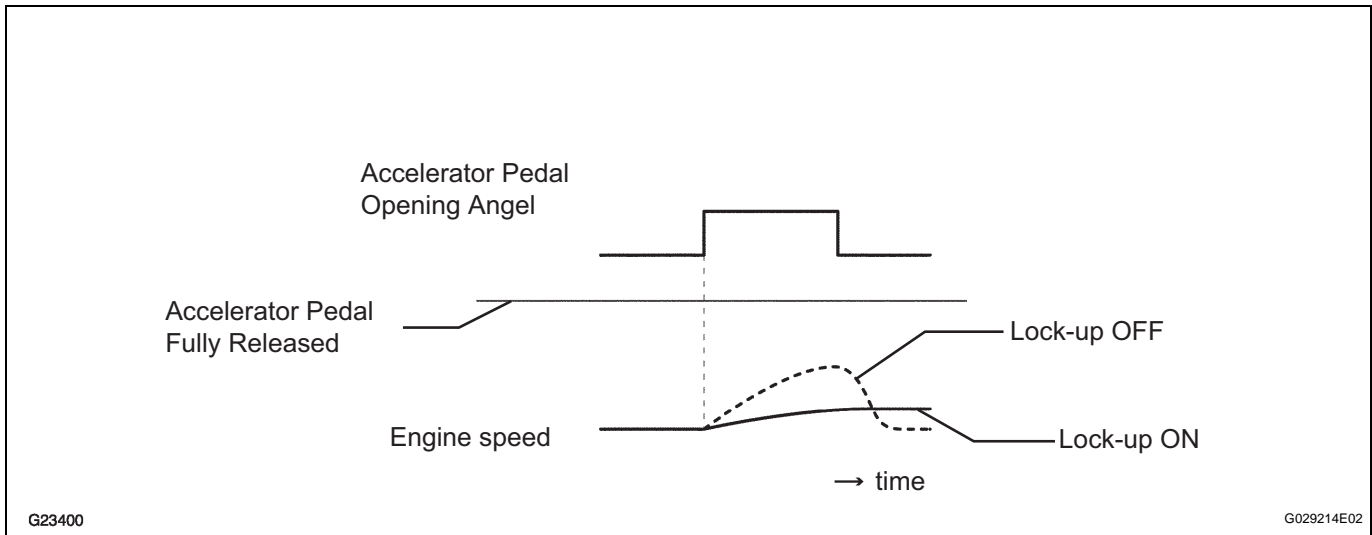 Accelerator Pedal
Opening Angel
Accelerator Pedal
Fully Released
Lock-up OFF
Engine speed
Lock-up ON
→ time
G23400
G029214E02